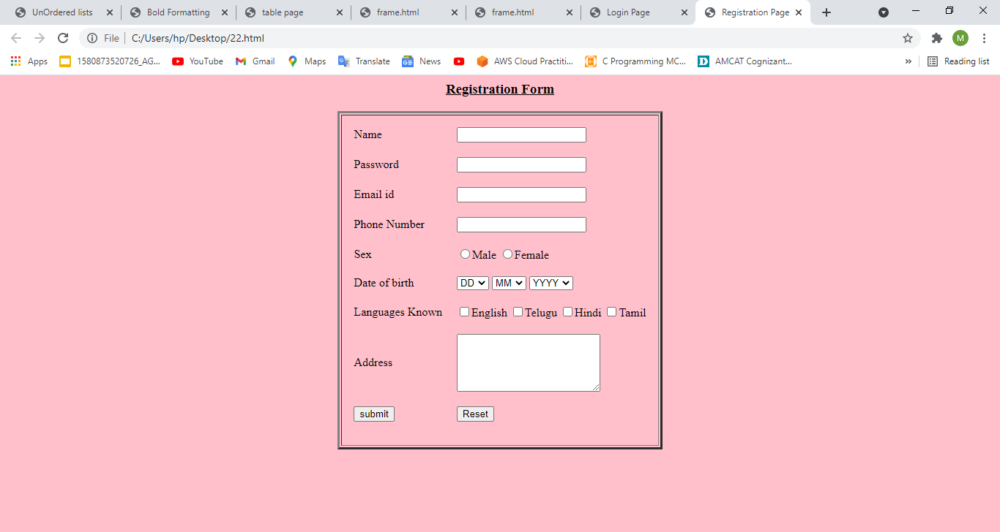 UnOrdered lists Bold Formatting table page frame.html frame.html Login Page Registration Page
File C:/Users/hp/Desktop/22.html M
Apps 1580873520726_AG... YouTube Gmail Maps Translate News AWS Cloud Practiti... C Programming MC... AMCAT Cognizant... » Reading list
Registration Form
Name
Password
Email id
Phone Number
Sex Male Female
Date of birth DD MM YYYY
Languages Known English Telugu Hindi Tamil
Address
submit Reset